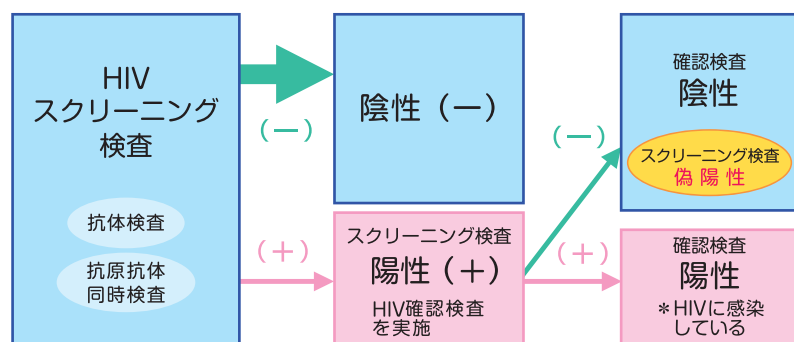 HIV
スクリーニング
検査
抗体検査
抗原抗体
同時検査
(−)
陰性(−)
(+)
スクリーニング検査
陽性(+)
HIV確認検査
を実施
(−)
確認検査
陰性
スクリーニング検査
偽陽性
(+)
確認検査
陽性
*HIVに感染
している